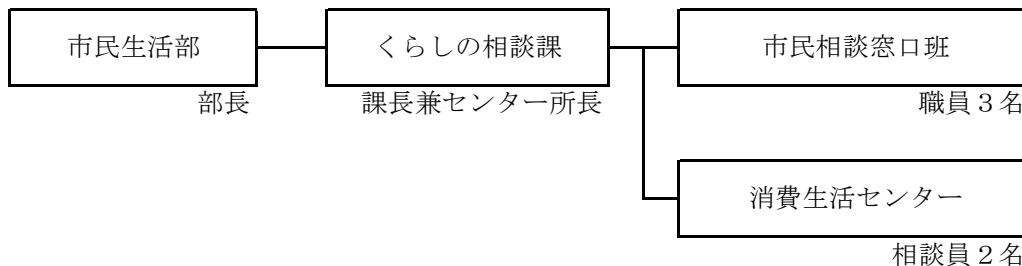 市民生活部
部長
くらしの相談課
課長兼センター所長
市民相談窓口班
職員３名
消費生活センター
相談員２名